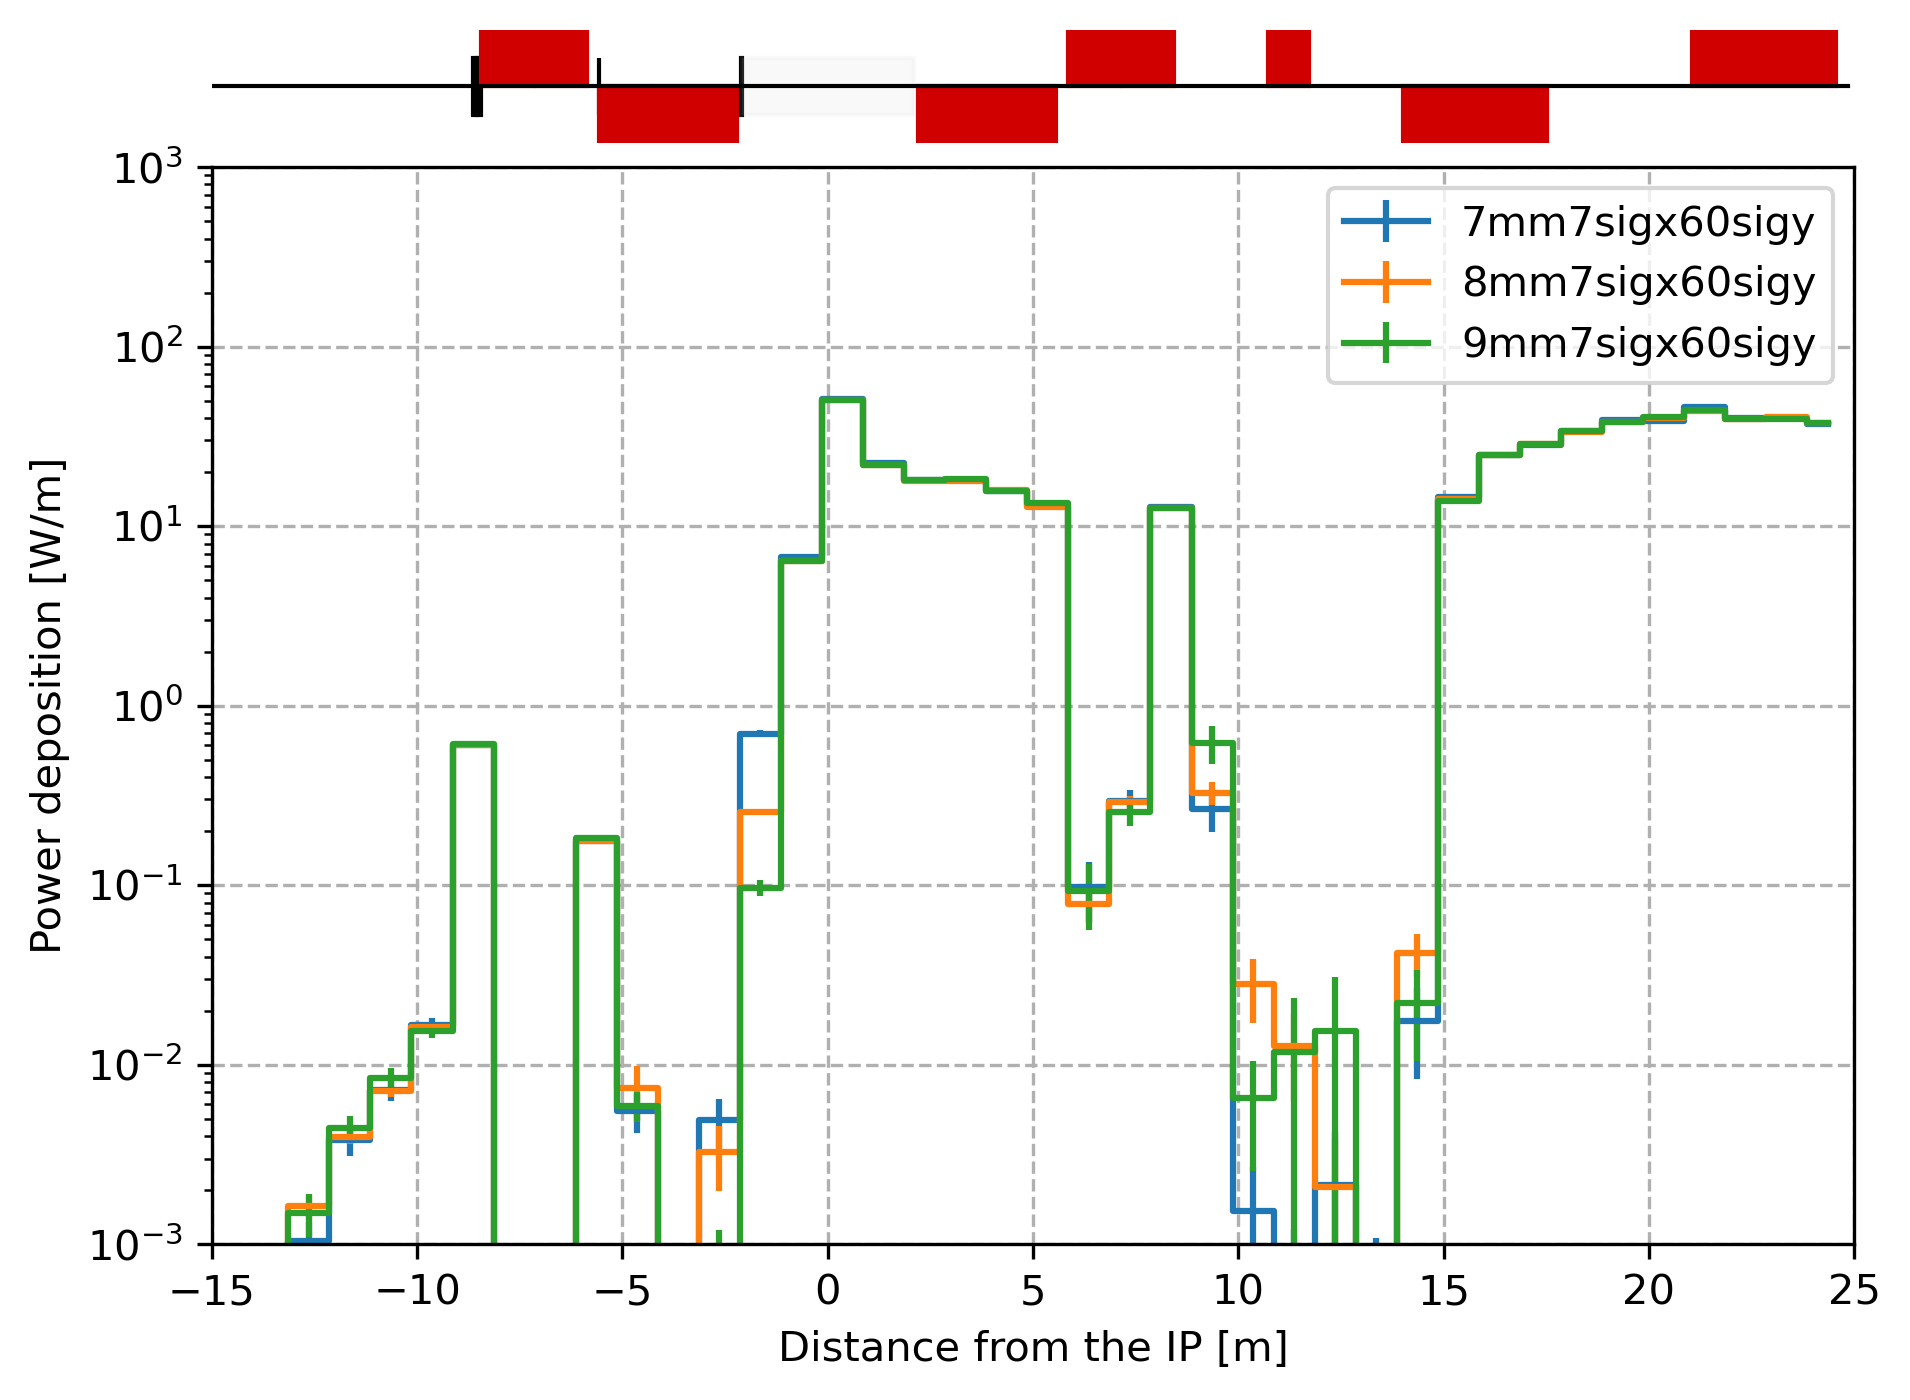 10³
10²
10¹
10⁰
10⁻¹
10⁻²
10⁻³
Power deposition [W/m]
7mm7sigx60sigy
8mm7sigx60sigy
9mm7sigx60sigy
−15 −10 −5 0 5 10 15 20 25
Distance from the IP [m]